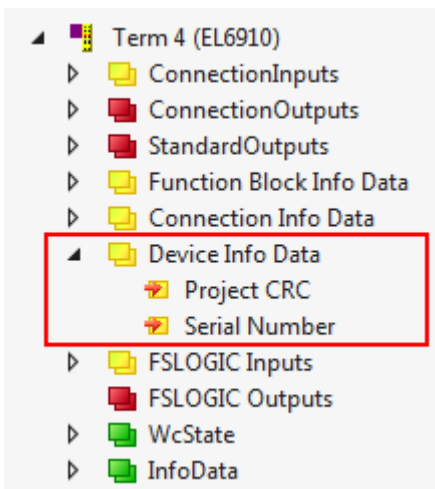 Term 4 (EL6910)
ConnectionInputs
ConnectionOutputs
StandardOutputs
Function Block Info Data
Connection Info Data
Device Info Data
Project CRC
Serial Number
FSLOGIC Inputs
FSLOGIC Outputs
WcState
InfoData